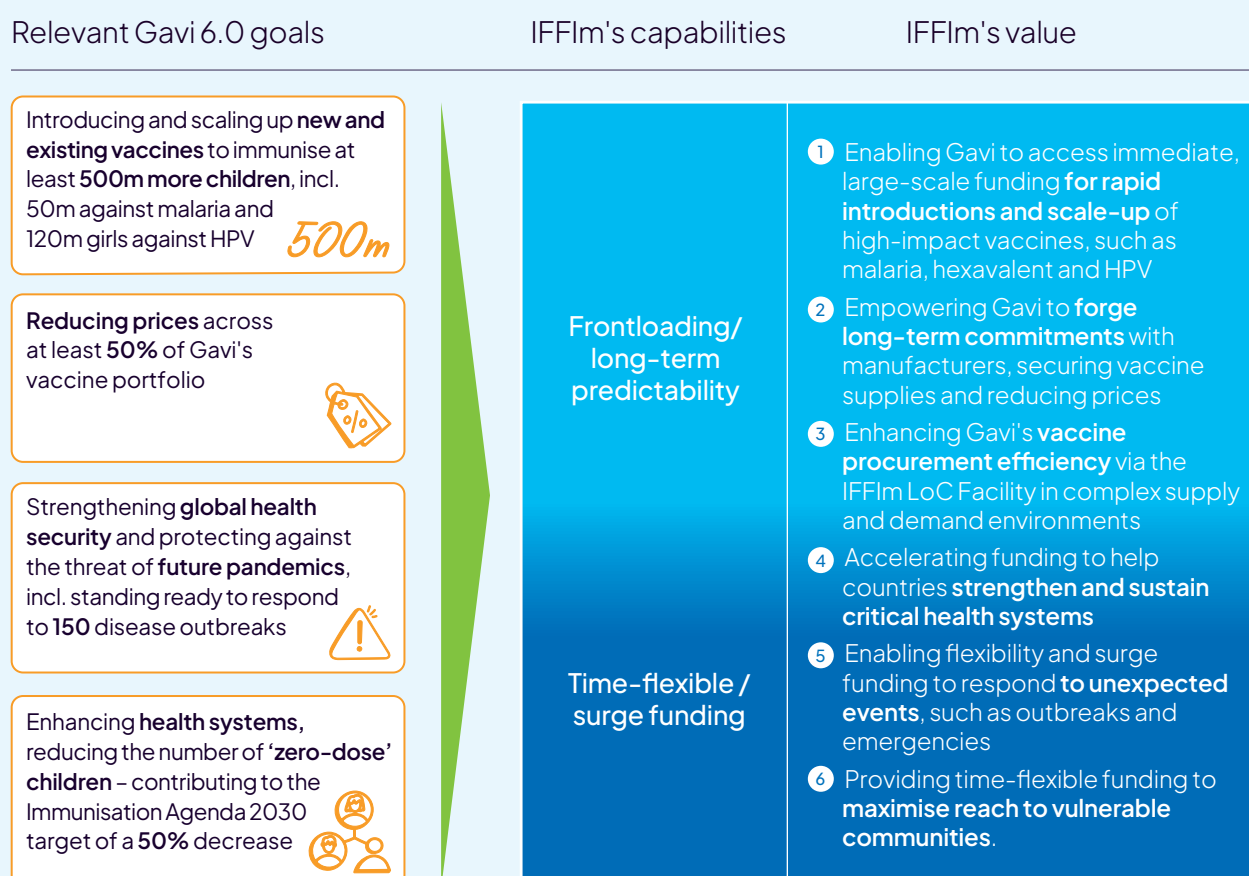 Relevant Gavi 6.0 goals
IFFIm's capabilities
IFFIm's value
Introducing and scaling up new and
existing vaccines to immunise at
least 500m more children, incl.
50m against malaria and
120m girls against HPV
500m
Reducing prices across
at least 50% of Gavi's
vaccine portfolio
%
Strengthening global health
security and protecting against
the threat of future pandemics,
incl. standing ready to respond
to 150 disease outbreaks
!
Enhancing health systems,
reducing the number of ‘zero-dose’
children – contributing to the
Immunisation Agenda 2030
target of a 50% decrease
Frontloading/
long-term
predictability
Time-flexible /
surge funding
1 Enabling Gavi to access immediate,
large-scale funding for rapid
introductions and scale-up of
high-impact vaccines, such as
malaria, hexavalent and HPV
2 Empowering Gavi to forge
long-term commitments with
manufacturers, securing vaccine
supplies and reducing prices
3 Enhancing Gavi's vaccine
procurement efficiency via the
IFFIm LoC Facility in complex supply
and demand environments
4 Accelerating funding to help
countries strengthen and sustain
critical health systems
5 Enabling flexibility and surge
funding to respond to unexpected
events, such as outbreaks and
emergencies
6 Providing time-flexible funding to
maximise reach to vulnerable
communities.